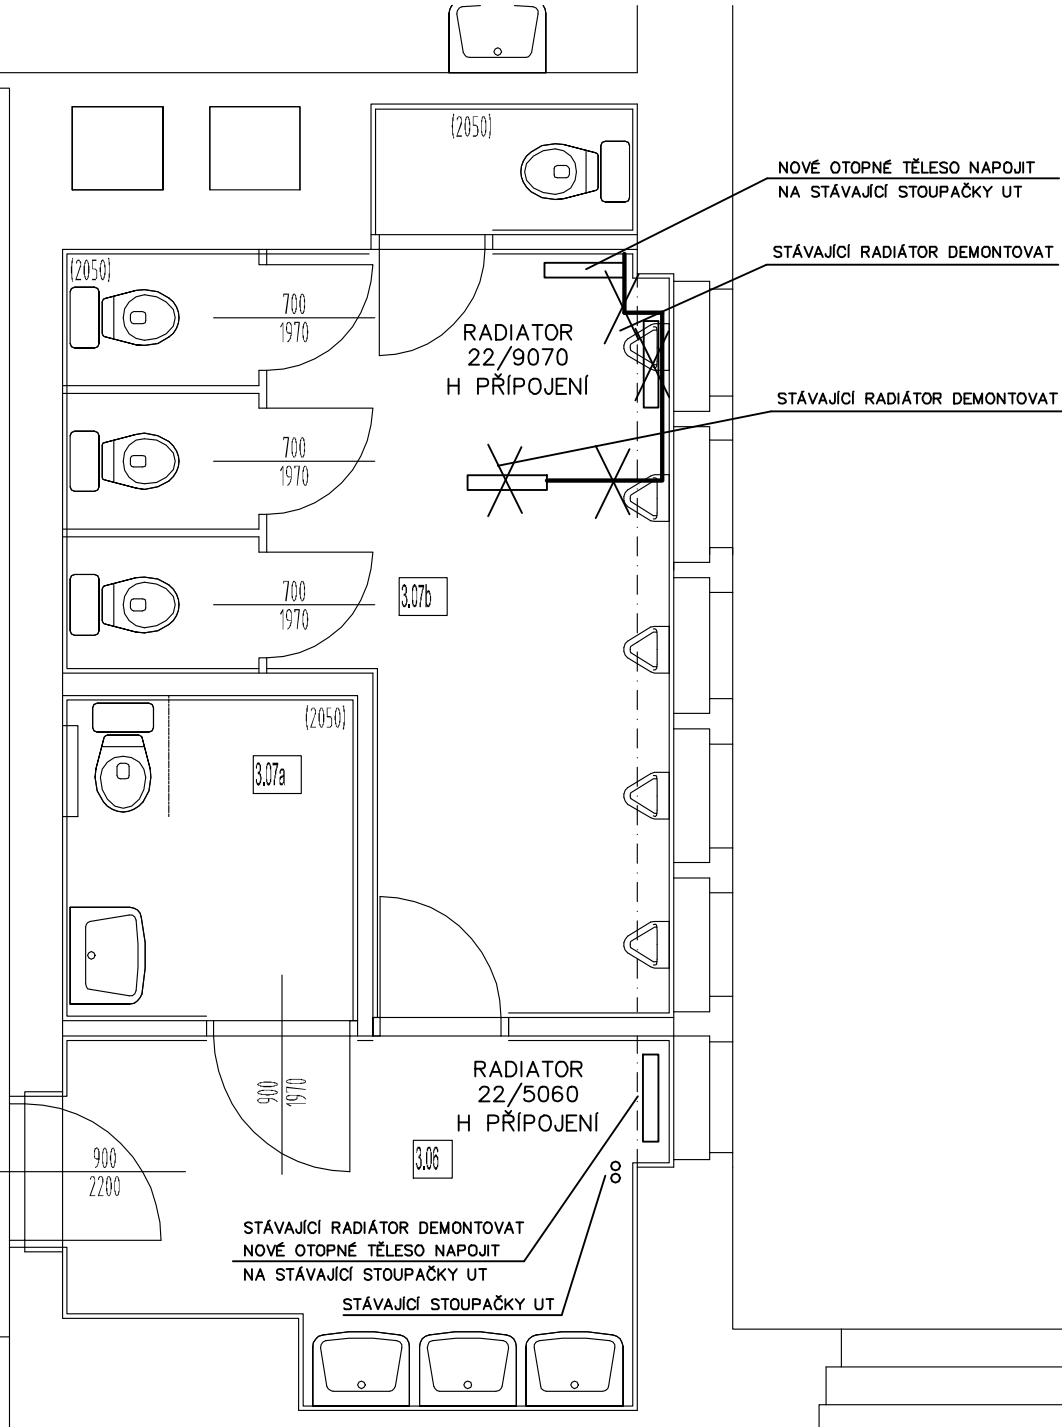 (2050)
NOVÉ OTOPNÉ TĚLESO NAPOJIT
NA STÁVAJÍCÍ STOUPAČKY UT
STÁVAJÍCÍ RADIÁTOR DEMONTOVAT
(2050)
700
1970
RADIATOR
22/9070
H PŘÍPOJENÍ
STÁVAJÍCÍ RADIÁTOR DEMONTOVAT
700
1970
700
1970
3.07b
(2050)
3.07a
RADIATOR
22/5060
H PŘÍPOJENÍ
900
1970
3.06
900
2200
STÁVAJÍCÍ RADIÁTOR DEMONTOVAT
NOVÉ OTOPNÉ TĚLESO NAPOJIT
NA STÁVAJÍCÍ STOUPAČKY UT
STÁVAJÍCÍ STOUPAČKY UT